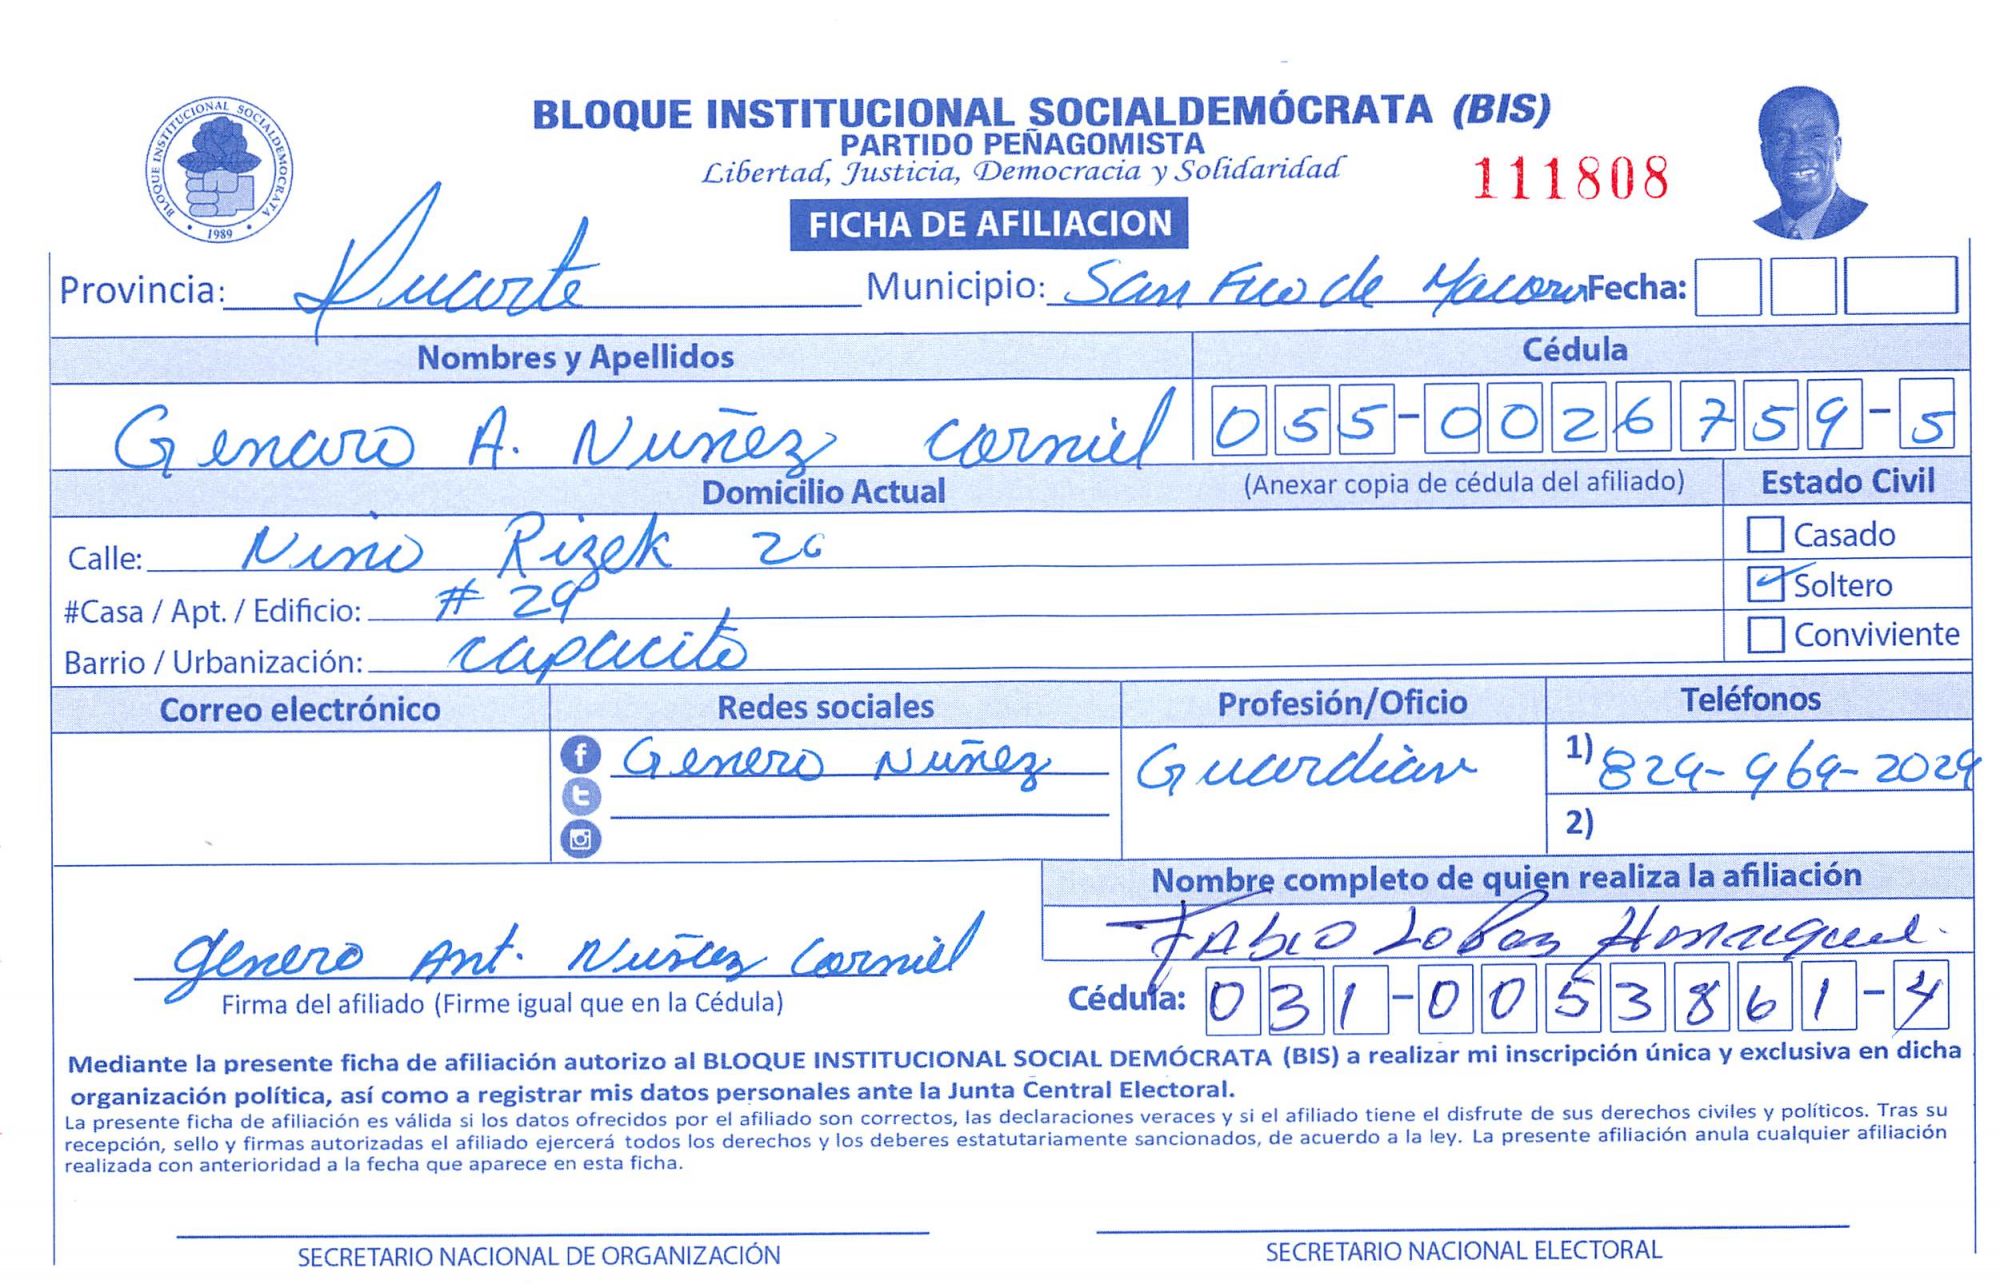 BLOQUE INSTITUCIONAL SOCIALDEMÓCRATA (BIS)
PARTIDO PEÑAGOMISTA
Libertad, Justicia, Democracia y Solidaridad
111808
BLOQUE INSTITUCIONAL SOCIALDEMOCRATA
1989
FICHA DE AFILIACION
Provincia: Duarte Municipio: San Fco de Macoris Fecha:
Nombres y Apellidos Cédula
Genaro A. Nuñez Corniel 055-0026759-5
Domicilio Actual (Anexar copia de cédula del afiliado) Estado Civil
Calle: Nino Rizek 26 Casado
#Casa / Apt. / Edificio: # 29 Soltero
Barrio / Urbanización: capacito Conviviente
Correo electrónico Redes sociales Profesión/Oficio Teléfonos
Genero Nuñez Guardian 1) 829-969-2029
2)
Nombre completo de quien realiza la afiliación
Fabio Lopez
genero Ant. Nuñez Corniel
Firma del afiliado (Firme igual que en la Cédula) Cédula: 031-0053861-4
Mediante la presente ficha de afiliación autorizo al BLOQUE INSTITUCIONAL SOCIAL DEMÓCRATA (BIS) a realizar mi inscripción única y exclusiva en dicha
organización política, así como a registrar mis datos personales ante la Junta Central Electoral.
La presente ficha de afiliación es válida si los datos ofrecidos por el afiliado son correctos, las declaraciones veraces y si el afiliado tiene el disfrute de sus derechos civiles y políticos. Tras su
recepción, sello y firmas autorizadas el afiliado ejercerá todos los derechos y los deberes estatutariamente sancionados, de acuerdo a la ley. La presente afiliación anula cualquier afiliación
realizada con anterioridad a la fecha que aparece en esta ficha.
SECRETARIO NACIONAL DE ORGANIZACIÓN SECRETARIO NACIONAL ELECTORAL